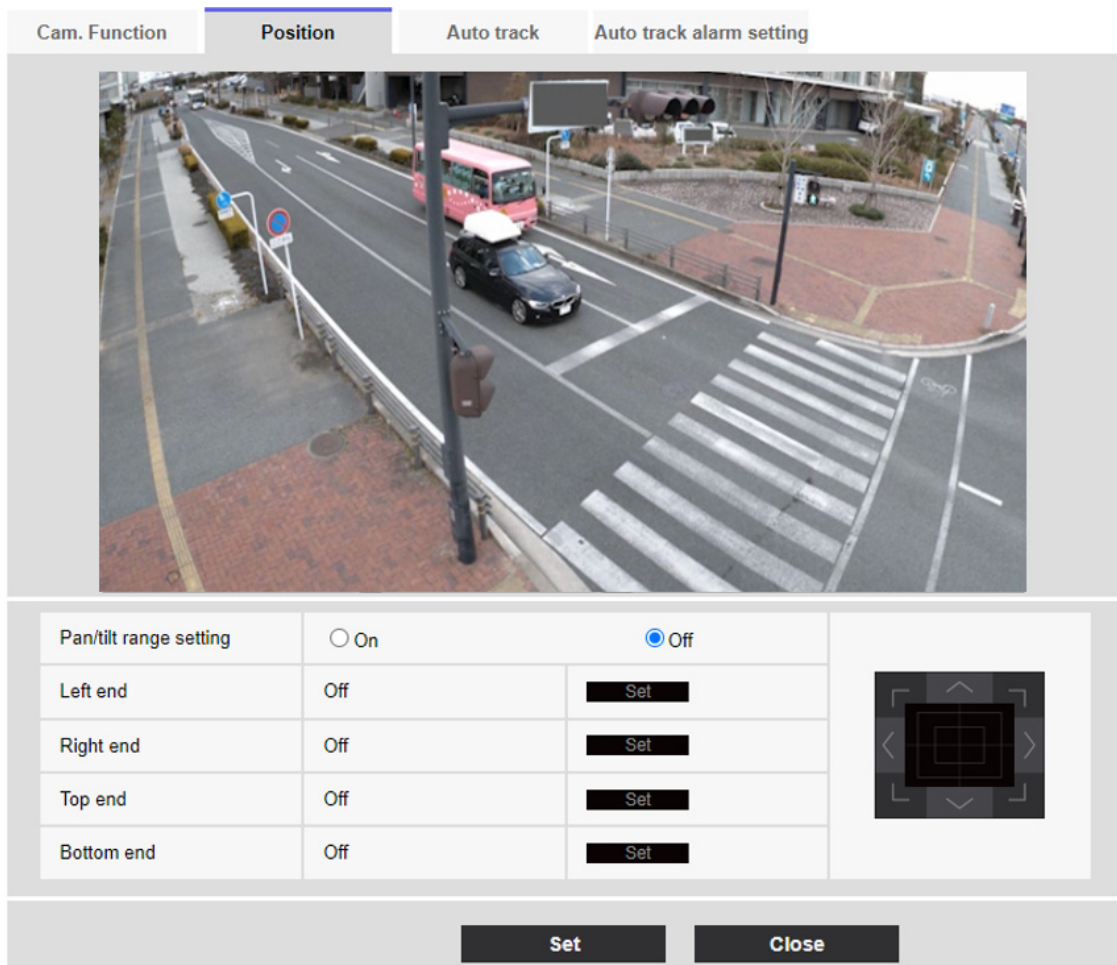 Cam. Function Position Auto track Auto track alarm setting
Pan/tilt range setting On Off
Left end Off Set
Right end Off Set
Top end Off Set
Bottom end Off Set
Set Close